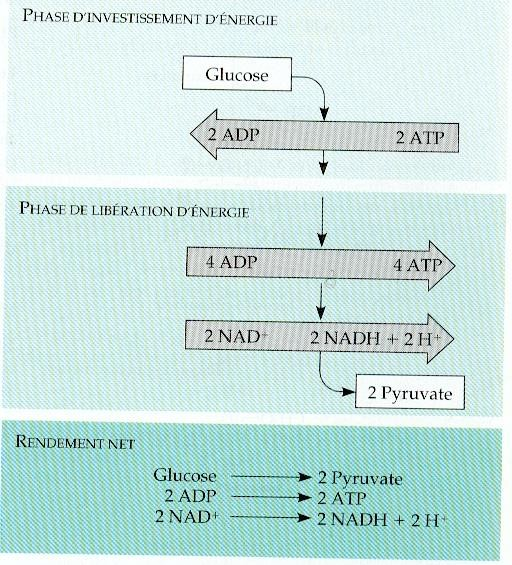 PHASE D'INVESTISSEMENT D'ÉNERGIE
Glucose
2 ADP 2 ATP
PHASE DE LIBÉRATION D'ÉNERGIE
4 ADP 4 ATP
2 NAD⁺ 2 NADH + 2 H⁺
2 Pyruvate
RENDEMENT NET
Glucose → 2 Pyruvate
2 ADP → 2 ATP
2 NAD⁺ → 2 NADH + 2 H⁺